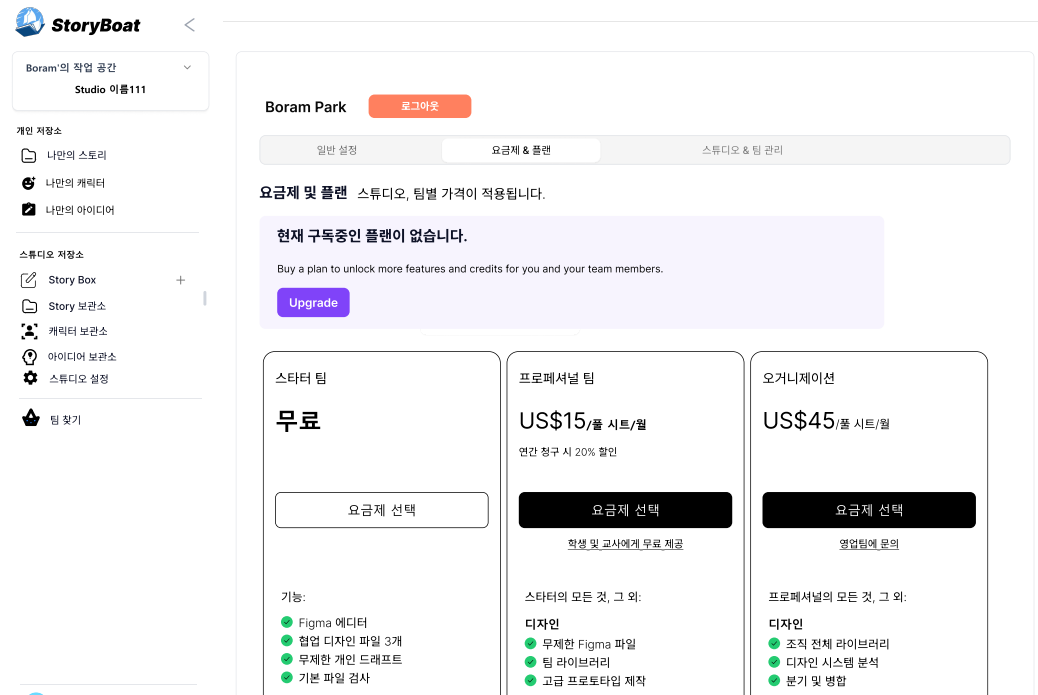 StoryBoat
Boram'의 작업 공간
Studio 이름111
개인 저장소
나만의 스토리
나만의 캐릭터
나만의 아이디어
스튜디오 저장소
Story Box
Story 보관소
캐릭터 보관소
아이디어 보관소
스튜디오 설정
팀 찾기
Boram Park
로그아웃
일반 설정
요금제 & 플랜
스튜디오 & 팀 관리
요금제 및 플랜 스튜디오, 팀별 가격이 적용됩니다.
현재 구독중인 플랜이 없습니다.
Buy a plan to unlock more features and credits for you and your team members.
Upgrade
스타터 팀
무료
요금제 선택
기능:
Figma 에디터
협업 디자인 파일 3개
무제한 개인 드래프트
기본 파일 검사
프로페셔널 팀
US$15/풀 시트/월
연간 청구 시 20% 할인
요금제 선택
학생 및 교사에게 무료 제공
스타터의 모든 것, 그 외:
디자인
무제한 Figma 파일
팀 라이브러리
고급 프로토타입 제작
오거니제이션
US$45/풀 시트/월
요금제 선택
영업팀에 문의
프로페셔널의 모든 것, 그 외:
디자인
조직 전체 라이브러리
디자인 시스템 분석
분기 및 병합